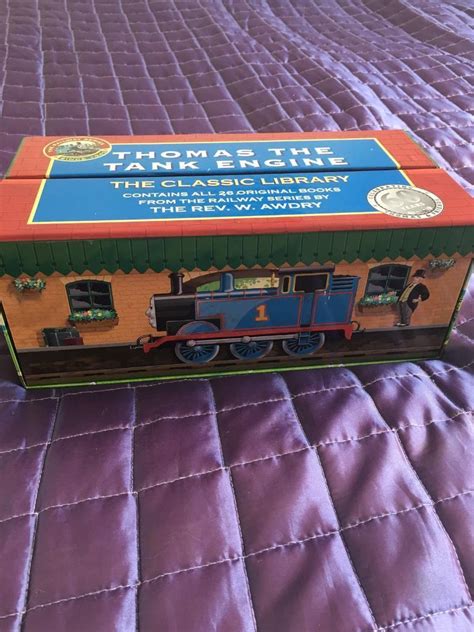 THOMAS THE
TANK ENGINE
THE CLASSIC LIBRARY
CONTAINS ALL 26 ORIGINAL BOOKS
FROM THE RAILWAY SERIES BY
THE REV. W. AWDRY
1